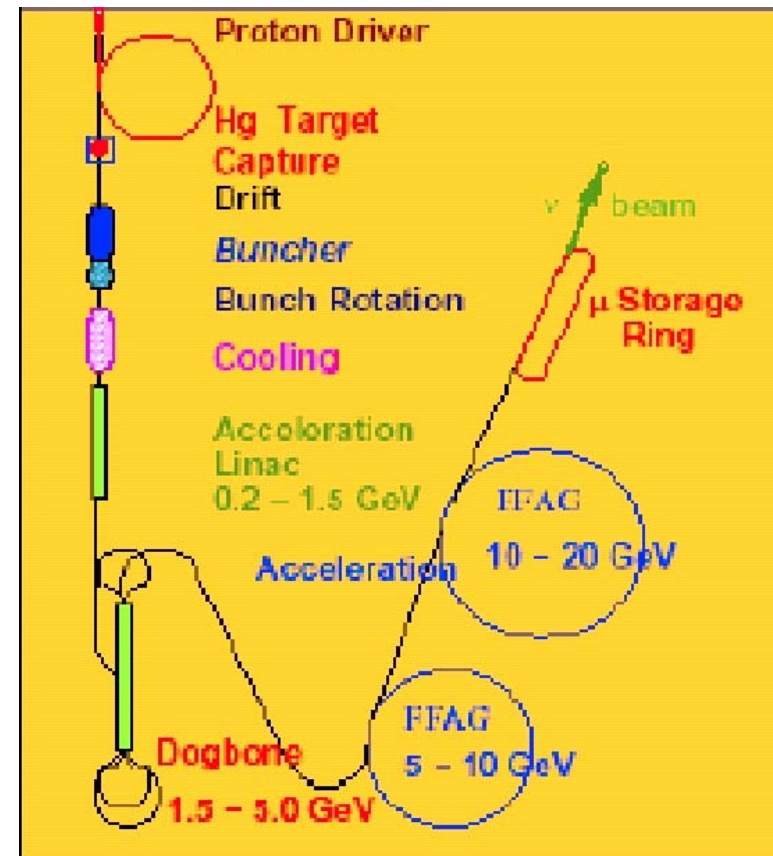 Proton Driver
Hg Target
Capture
Drift
Buncher
Bunch Rotation
Cooling
Acceleration
Linac
0.2 – 1.5 GeV
ν beam
μ Storage
Ring
FFAG
10 – 20 GeV
Acceleration
FFAG
5 – 10 GeV
Dogbone
1.5 – 5.0 GeV